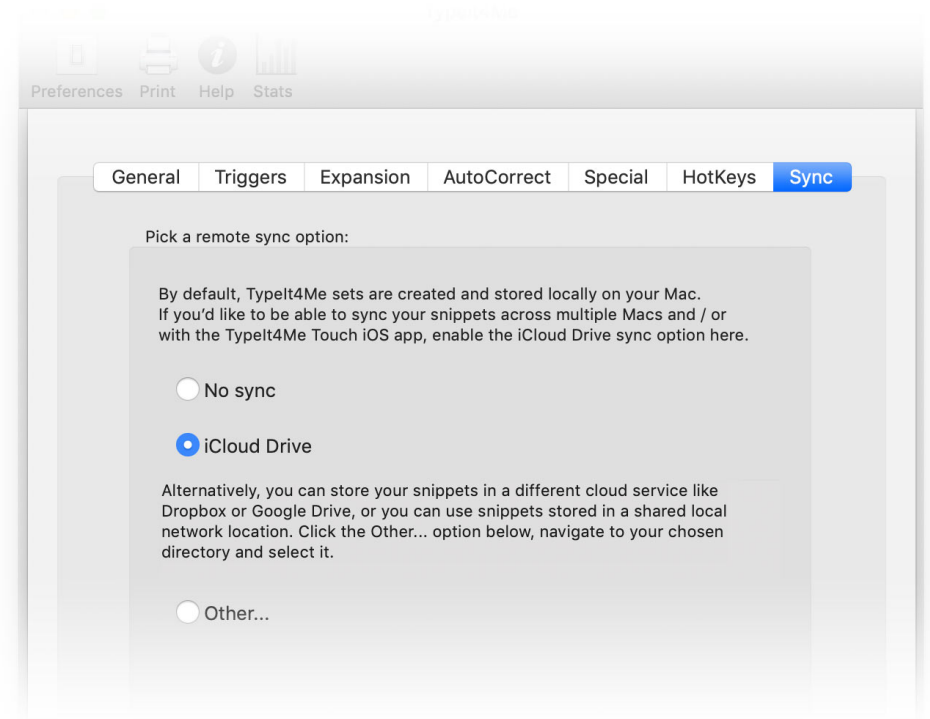 TypeIt4Me
Preferences Print Help Stats
General Triggers Expansion AutoCorrect Special HotKeys Sync
Pick a remote sync option:
By default, TypeIt4Me sets are created and stored locally on your Mac.
If you’d like to be able to sync your snippets across multiple Macs and / or
with the TypeIt4Me Touch iOS app, enable the iCloud Drive sync option here.
No sync
iCloud Drive
Alternatively, you can store your snippets in a different cloud service like
Dropbox or Google Drive, or you can use snippets stored in a shared local
network location. Click the Other... option below, navigate to your chosen
directory and select it.
Other...